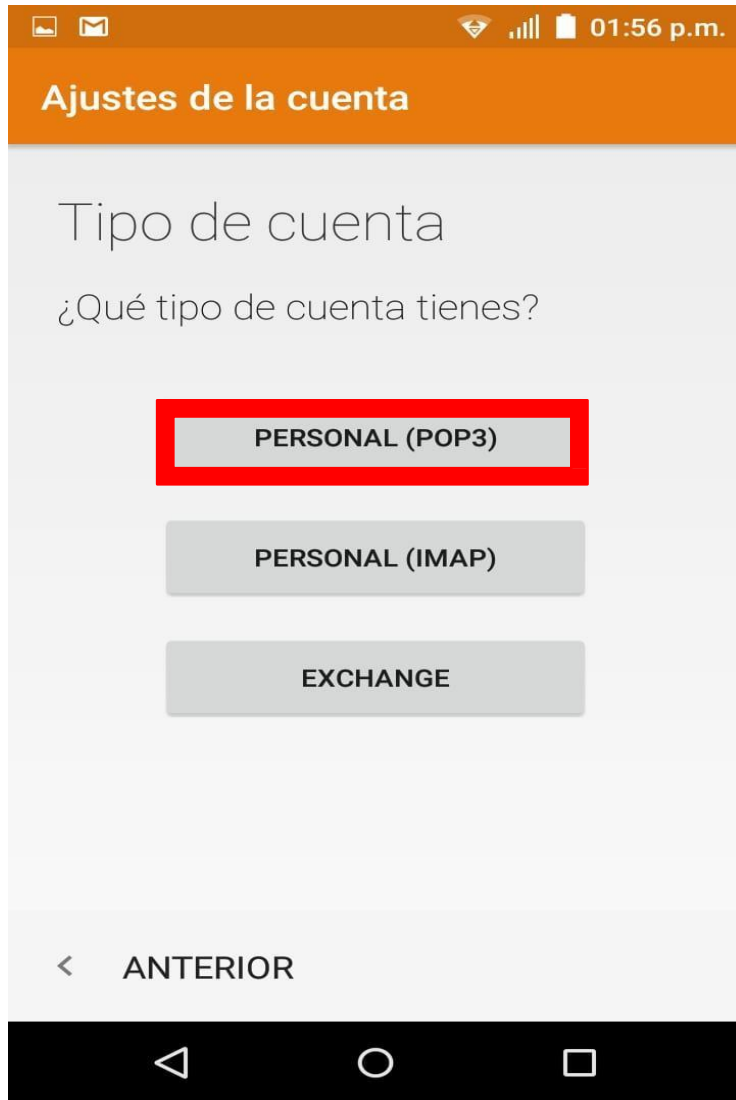 01:56 p.m.
Ajustes de la cuenta
Tipo de cuenta
¿Qué tipo de cuenta tienes?
PERSONAL (POP3)
PERSONAL (IMAP)
EXCHANGE
ANTERIOR